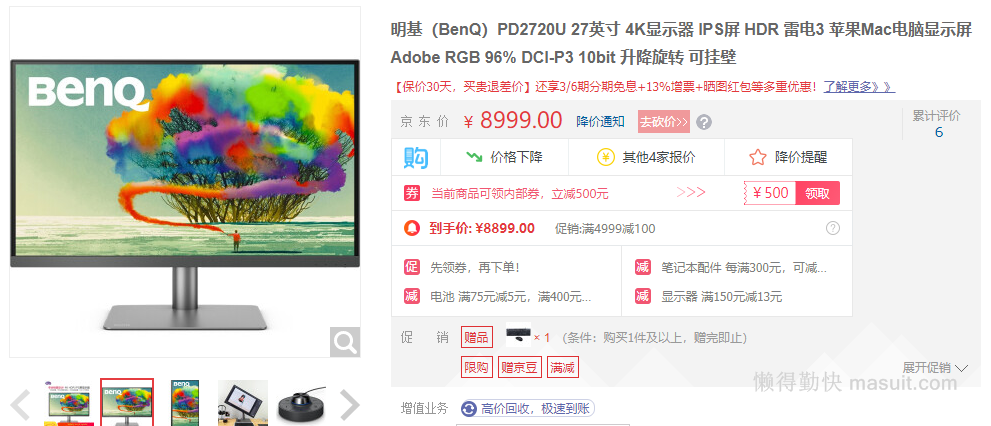 BenQ
明基（BenQ）PD2720U 27英寸 4K显示器 IPS屏 HDR 雷电3 苹果Mac电脑显示屏
Adobe RGB 96% DCI-P3 10bit 升降旋转 可挂壁
【保价30天，买贵退差价】还享3/6期分期免息+13%增票+晒图红包等多重优惠！了解更多》》
京东价 ￥8999.00 降价通知 去砍价>> ?
累计评价
6
购 价格下降 ¥ 其他4家报价 降价提醒
券 当前商品可领内部券，立减500元 >>> ¥500 领取
到手价: ¥8899.00 促销:满4999减100 ?
促 先领券，再下单! 减 笔记本配件 每满300元，可减...
减 电池 满75元减5元，满400元... 减 显示器 满150元减13元
促销 赠品 × 1 （条件：购买1件及以上，赠完即止）
限购 赠京豆 满减 展开促销
懒得勤快 masuit.com
增值业务 高价回收，极速到账
BenQ
BenQ